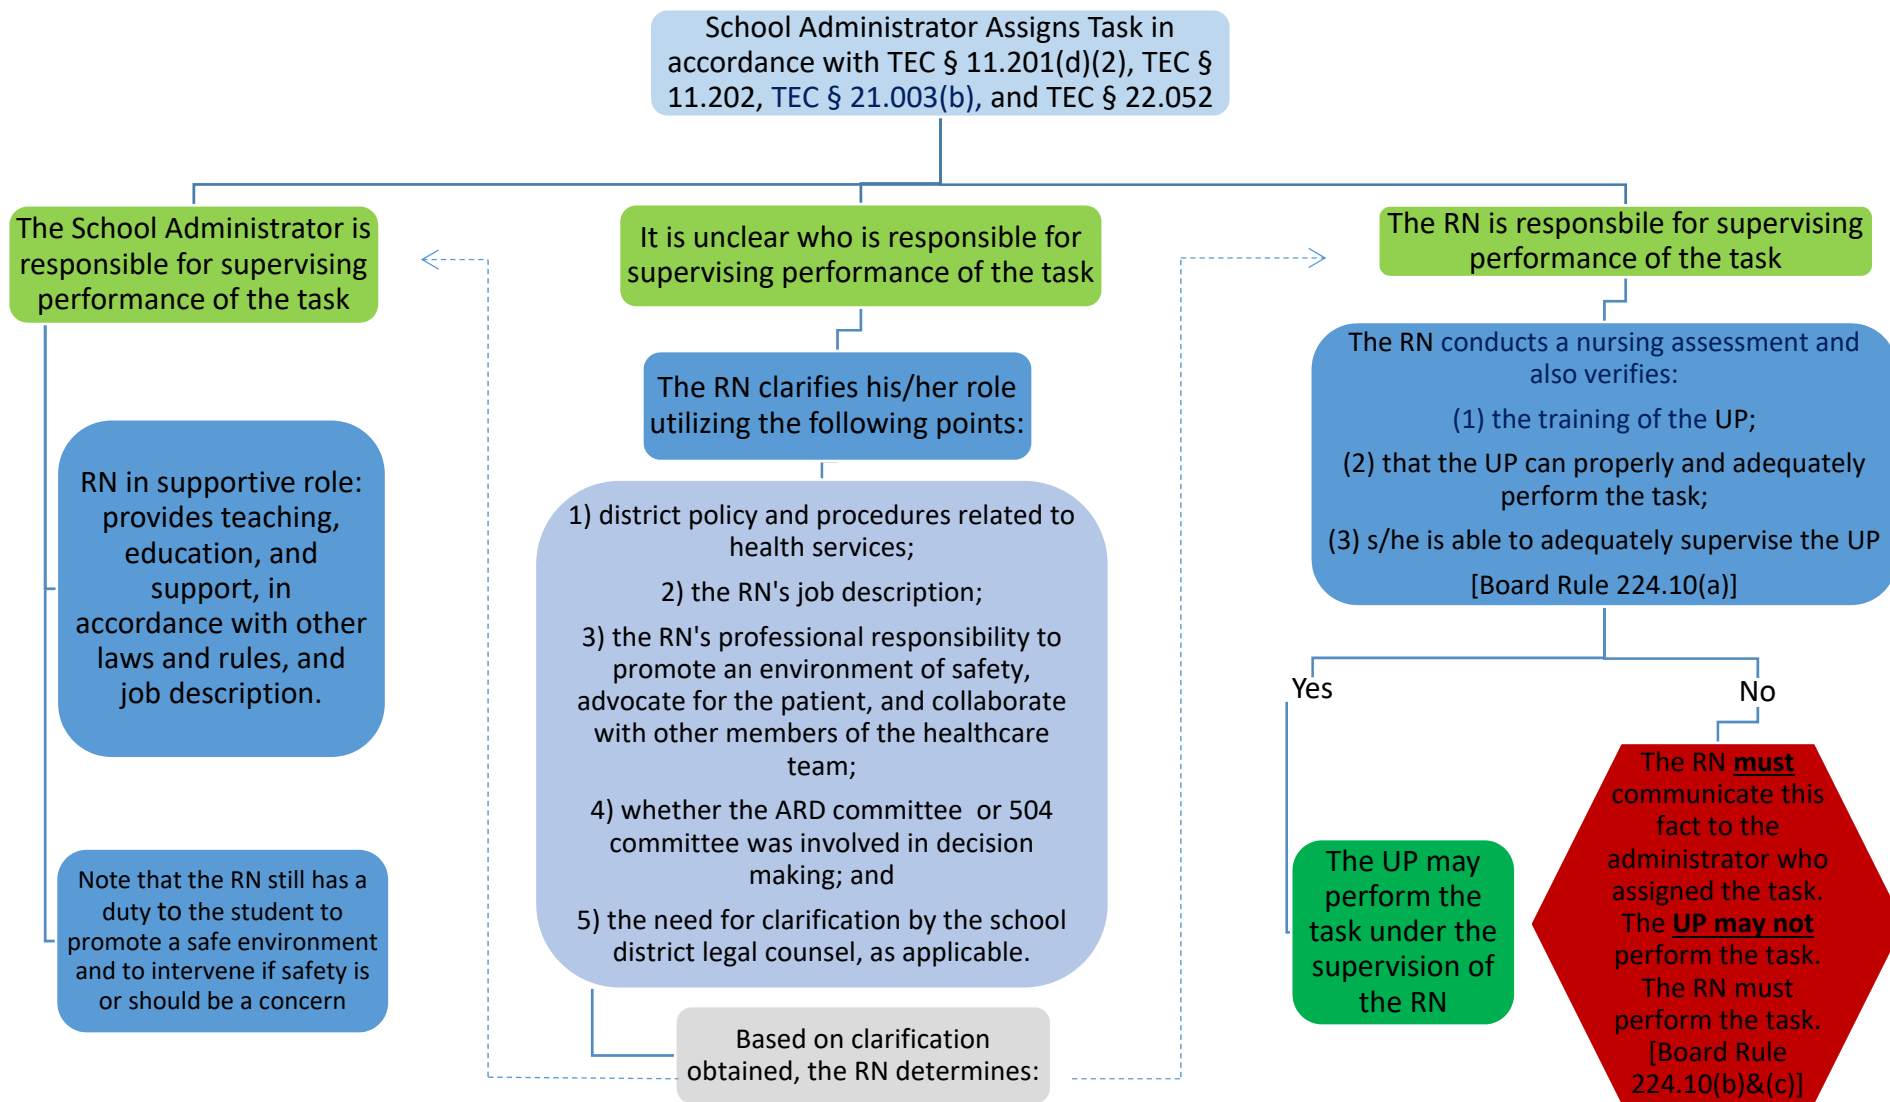 School Administrator Assigns Task in
accordance with TEC § 11.201(d)(2), TEC §
11.202, TEC § 21.003(b), and TEC § 22.052
The School Administrator is
responsible for supervising
performance of the task
RN in supportive role:
provides teaching,
education, and
support, in
accordance with other
laws and rules, and
job description.
Note that the RN still has a
duty to the student to
promote a safe environment
and to intervene if safety is
or should be a concern
It is unclear who is responsible for
supervising performance of the task
The RN clarifies his/her role
utilizing the following points:
1) district policy and procedures related to
health services;
2) the RN's job description;
3) the RN's professional responsibility to
promote an environment of safety,
advocate for the patient, and collaborate
with other members of the healthcare
team;
4) whether the ARD committee or 504
committee was involved in decision
making; and
5) the need for clarification by the school
district legal counsel, as applicable.
Based on clarification
obtained, the RN determines:
The RN is responsbile for supervising
performance of the task
The RN conducts a nursing assessment and
also verifies:
(1) the training of the UP;
(2) that the UP can properly and adequately
perform the task;
(3) s/he is able to adequately supervise the UP
[Board Rule 224.10(a)]
Yes
The UP may
perform the
task under the
supervision of
the RN
No
The RN must
communicate this
fact to the
administrator who
assigned the task.
The UP may not
perform the task.
The RN must
perform the task.
[Board Rule
224.10(b)&(c)]